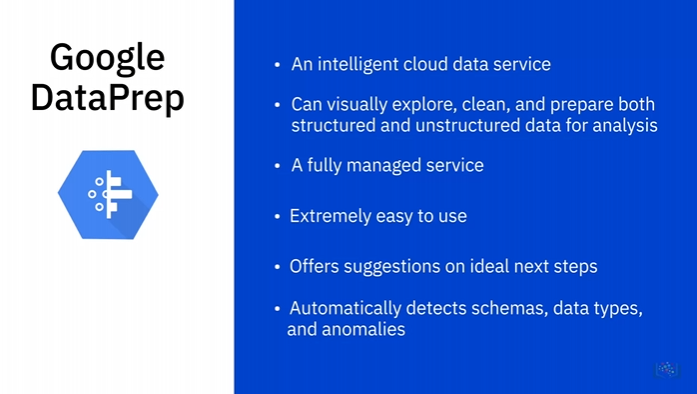 Google
DataPrep
• An intelligent cloud data service
• Can visually explore, clean, and prepare both
structured and unstructured data for analysis
• A fully managed service
• Extremely easy to use
• Offers suggestions on ideal next steps
• Automatically detects schemas, data types,
and anomalies